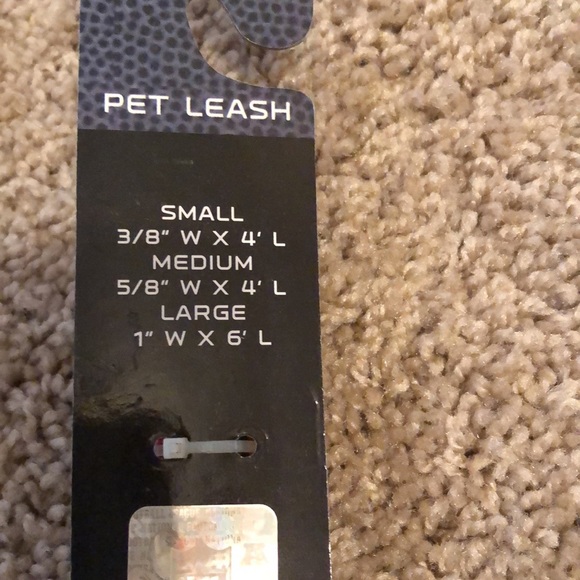 PET LEASH
SMALL
3/8" W X 4' L
MEDIUM
5/8" W X 4' L
LARGE
1" W X 6' L